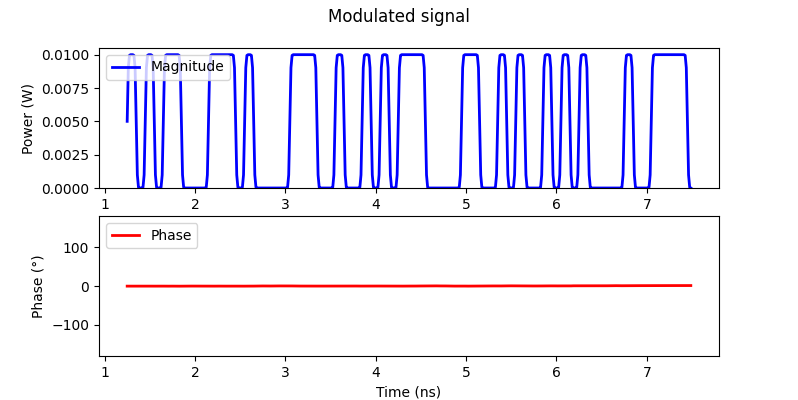 Modulated signal
Power (W)
0.0100
0.0075
0.0050
0.0025
0.0000
Magnitude
1 2 3 4 5 6 7
Phase (°)
100
0
−100
Phase
1 2 3 4 5 6 7
Time (ns)